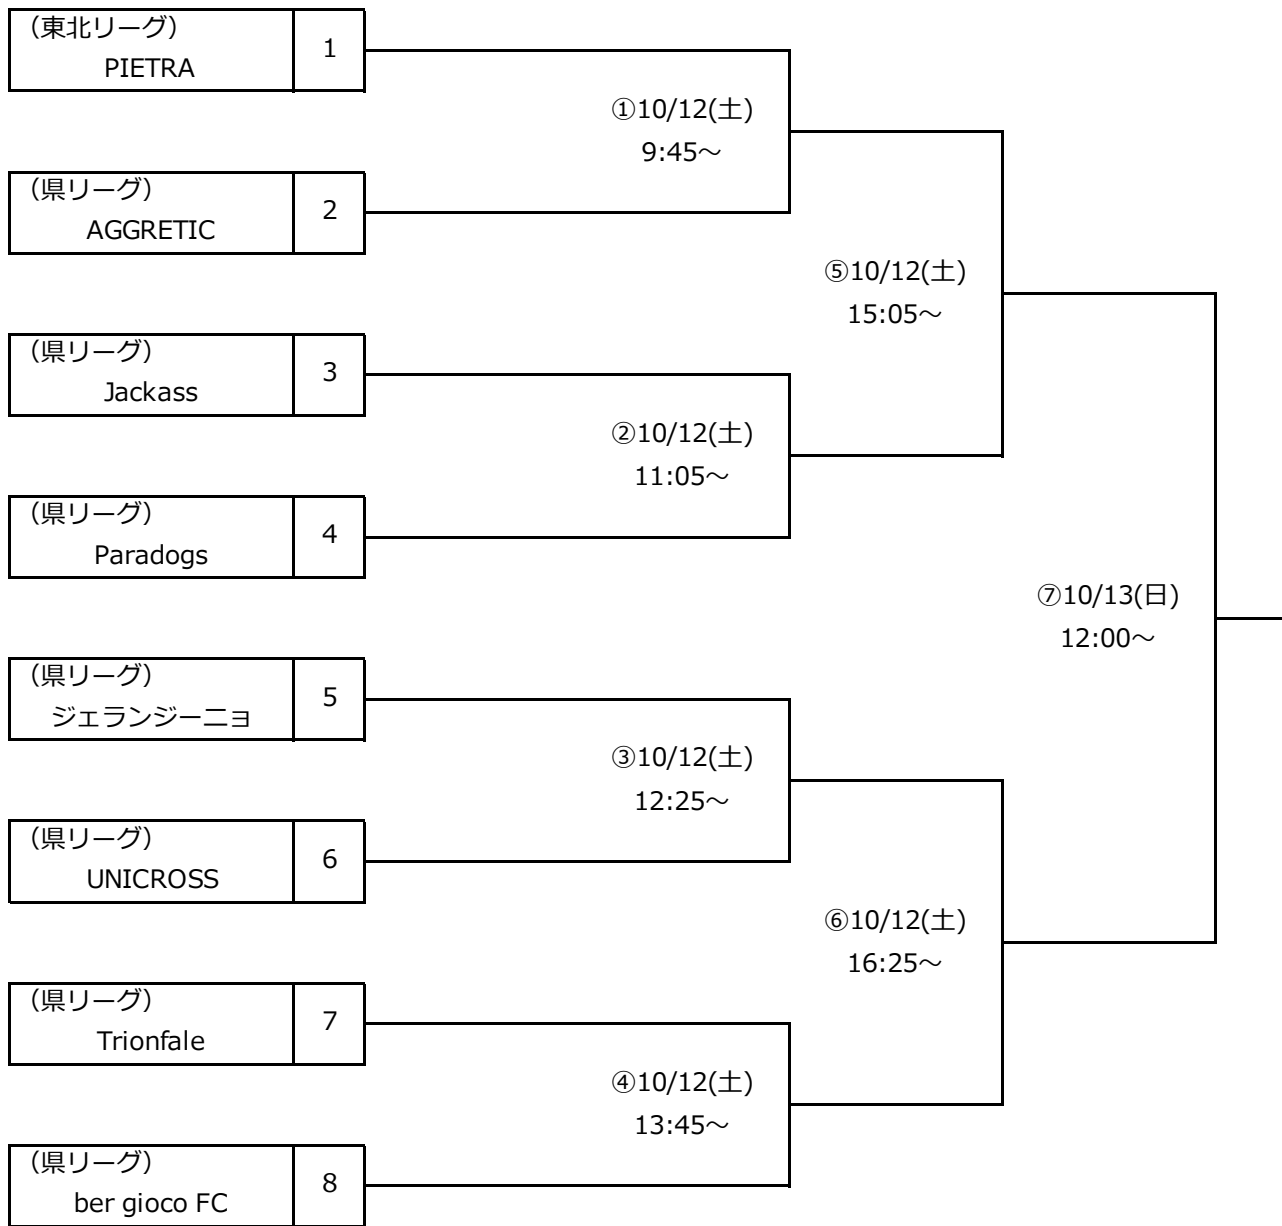 （東北リーグ）
PIETRA
1
①10/12(土)
9:45～
（県リーグ）
AGGRETIC
2
⑤10/12(土)
15:05～
（県リーグ）
Jackass
3
②10/12(土)
11:05～
（県リーグ）
Paradogs
4
⑦10/13(日)
12:00～
（県リーグ）
ジェランジーニョ
5
③10/12(土)
12:25～
（県リーグ）
UNICROSS
6
⑥10/12(土)
16:25～
（県リーグ）
Trionfale
7
④10/12(土)
13:45～
（県リーグ）
ber gioco FC
8